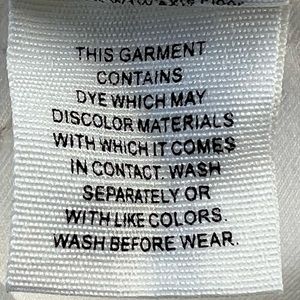 THIS GARMENT
CONTAINS
DYE WHICH MAY
DISCOLOR MATERIALS
WITH WHICH IT COMES
IN CONTACT. WASH
SEPARATELY OR
WITH LIKE COLORS.
WASH BEFORE WEAR.